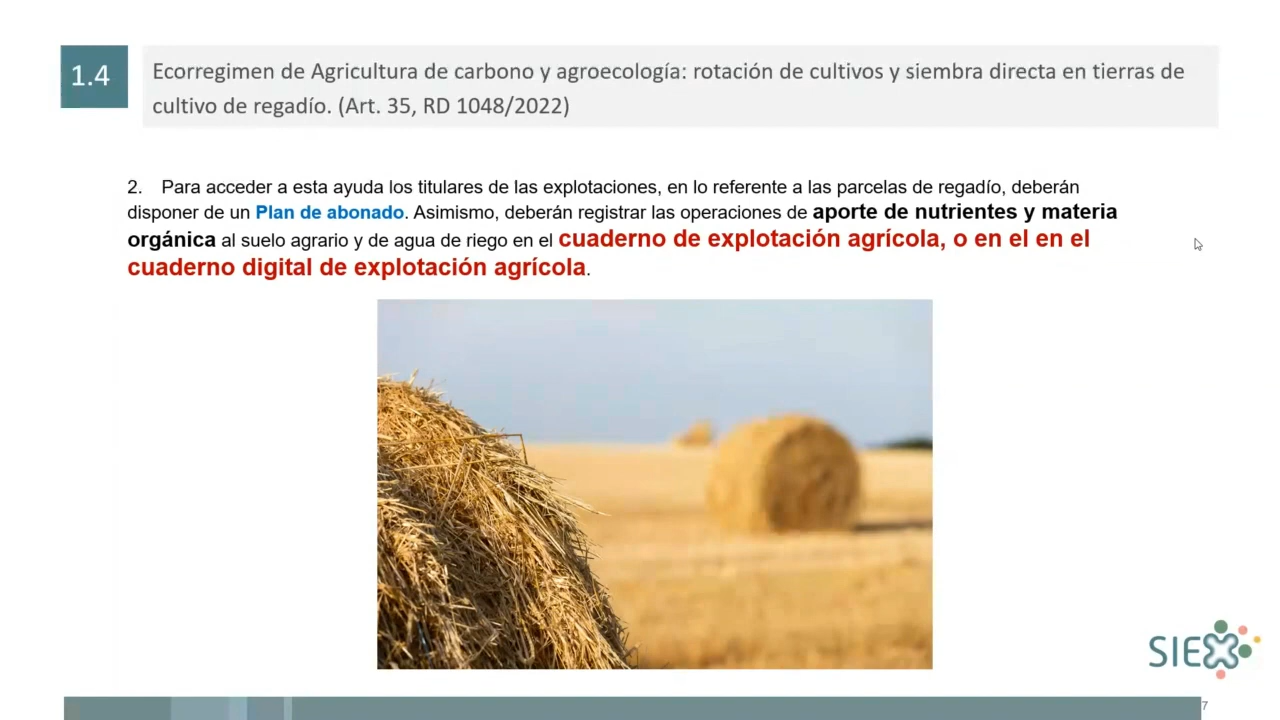 1.4
Ecorregimen de Agricultura de carbono y agroecología: rotación de cultivos y siembra directa en tierras de
cultivo de regadío. (Art. 35, RD 1048/2022)
2. Para acceder a esta ayuda los titulares de las explotaciones, en lo referente a las parcelas de regadío, deberán
disponer de un Plan de abonado. Asimismo, deberán registrar las operaciones de aporte de nutrientes y materia
orgánica al suelo agrario y de agua de riego en el cuaderno de explotación agrícola, o en el en el
cuaderno digital de explotación agrícola.
SIEX
7